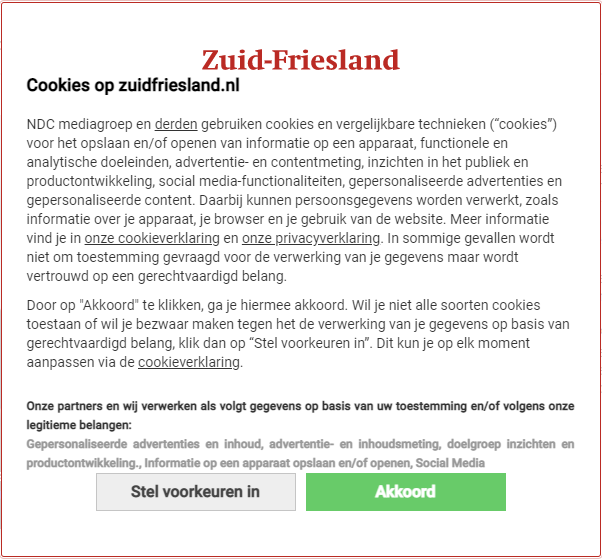 Zuid-Friesland
Cookies op zuidfriesland.nl
NDC mediagroep en derden gebruiken cookies en vergelijkbare technieken (“cookies”)
voor het opslaan en/of openen van informatie op een apparaat, functionele en
analytische doeleinden, advertentie- en contentmeting, inzichten in het publiek en
productontwikkeling, social media-functionaliteiten, gepersonaliseerde advertenties en
gepersonaliseerde content. Daarbij kunnen persoonsgegevens worden verwerkt, zoals
informatie over je apparaat, je browser en je gebruik van de website. Meer informatie
vind je in onze cookieverklaring en onze privacyverklaring. In sommige gevallen wordt
niet om toestemming gevraagd voor de verwerking van je gegevens maar wordt
vertrouwd op een gerechtvaardigd belang.
Door op "Akkoord" te klikken, ga je hiermee akkoord. Wil je niet alle soorten cookies
toestaan of wil je bezwaar maken tegen het de verwerking van je gegevens op basis van
gerechtvaardigd belang, klik dan op “Stel voorkeuren in”. Dit kun je op elk moment
aanpassen via de cookieverklaring.
Onze partners en wij verwerken als volgt gegevens op basis van uw toestemming en/of volgens onze
legitieme belangen:
Gepersonaliseerde advertenties en inhoud, advertentie- en inhoudsmeting, doelgroep inzichten en
productontwikkeling., Informatie op een apparaat opslaan en/of openen, Social Media
Stel voorkeuren in
Akkoord